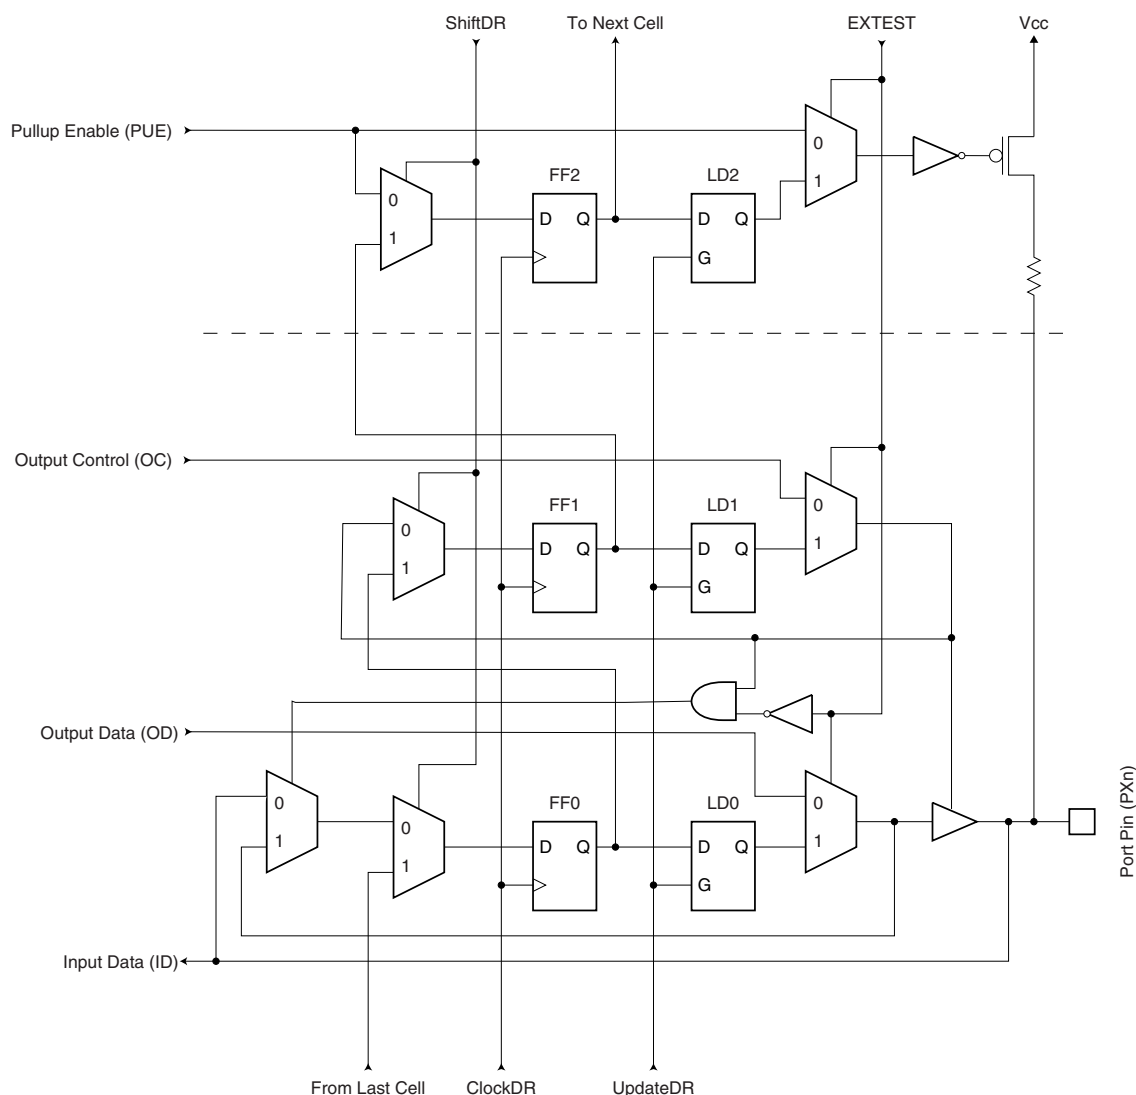 ShiftDR
To Next Cell
EXTEST
Vcc
Pullup Enable (PUE)
0
1
FF2
D Q
LD2
D Q
G
0
1
Output Control (OC)
0
1
FF1
D Q
LD1
D Q
G
0
1
Output Data (OD)
0
1
0
1
FF0
D Q
LD0
D Q
G
0
1
Port Pin (PXn)
Input Data (ID)
From Last Cell
ClockDR
UpdateDR